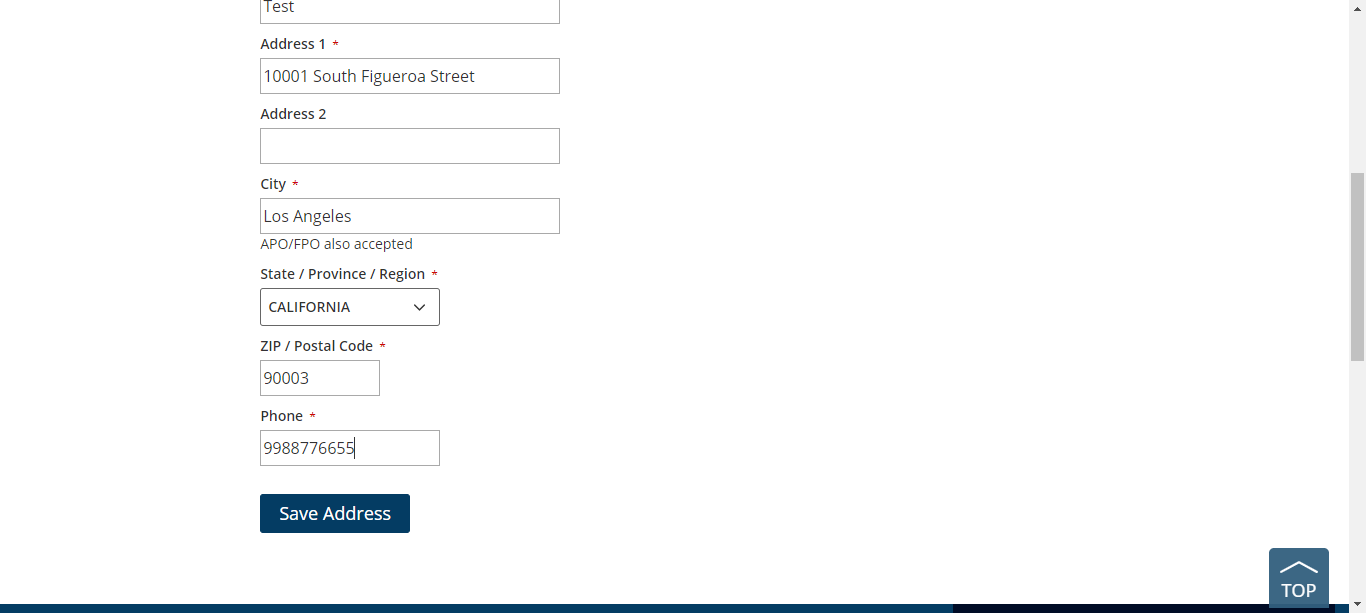 Test
Address 1 *
10001 South Figueroa Street
Address 2
City *
Los Angeles
APO/FPO also accepted
State / Province / Region *
CALIFORNIA
ZIP / Postal Code *
90003
Phone *
9988776655
Save Address
TOP